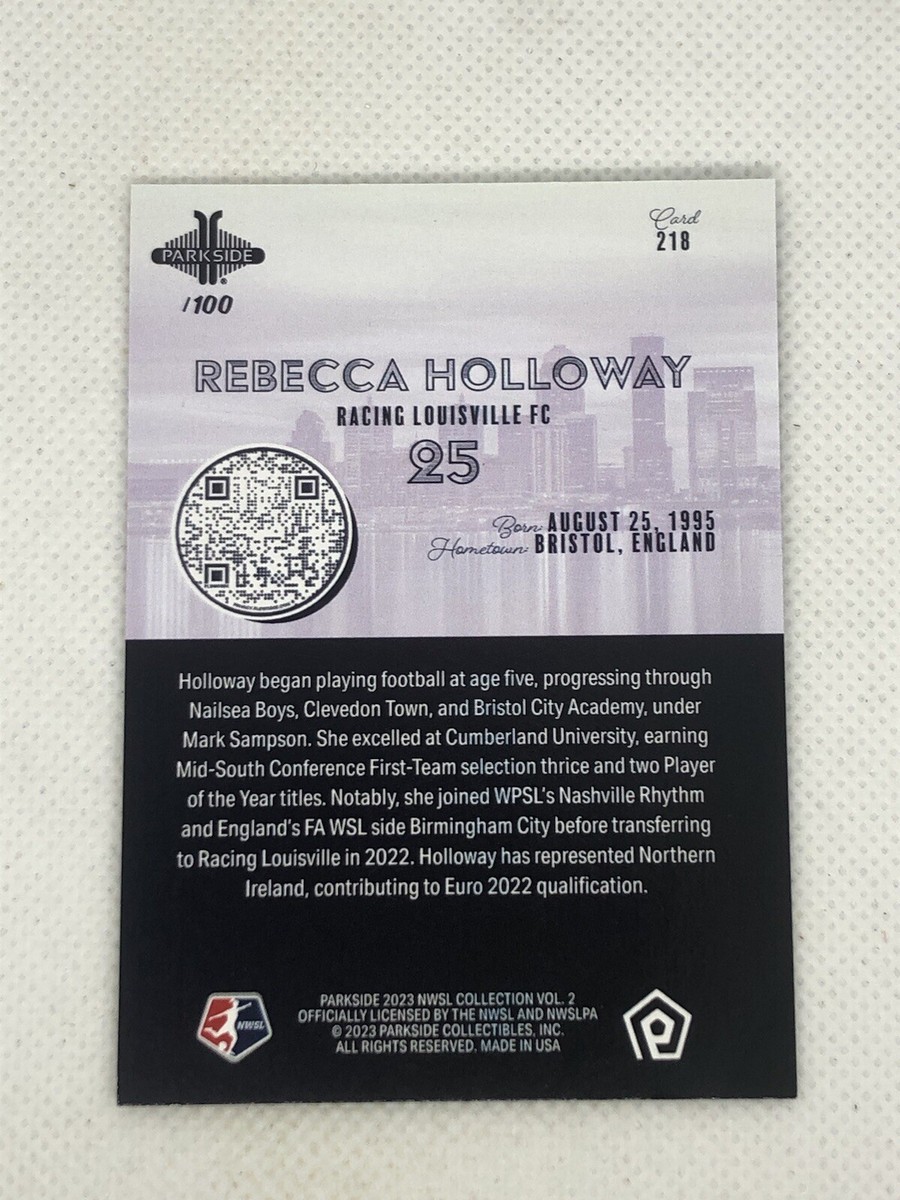 PARKSIDE
/100
Card
218
REBECCA HOLLOWAY
RACING LOUISVILLE FC
25
Born: AUGUST 25, 1995
Hometown: BRISTOL, ENGLAND
Holloway began playing football at age five, progressing through
Nailsea Boys, Clevedon Town, and Bristol City Academy, under
Mark Sampson. She excelled at Cumberland University, earning
Mid-South Conference First-Team selection thrice and two Player
of the Year titles. Notably, she joined WPSL's Nashville Rhythm
and England's FA WSL side Birmingham City before transferring
to Racing Louisville in 2022. Holloway has represented Northern
Ireland, contributing to Euro 2022 qualification.
NWSL
PARKSIDE 2023 NWSL COLLECTION VOL. 2
OFFICIALLY LICENSED BY THE NWSL AND NWSLPA
© 2023 PARKSIDE COLLECTIBLES, INC.
ALL RIGHTS RESERVED. MADE IN USA